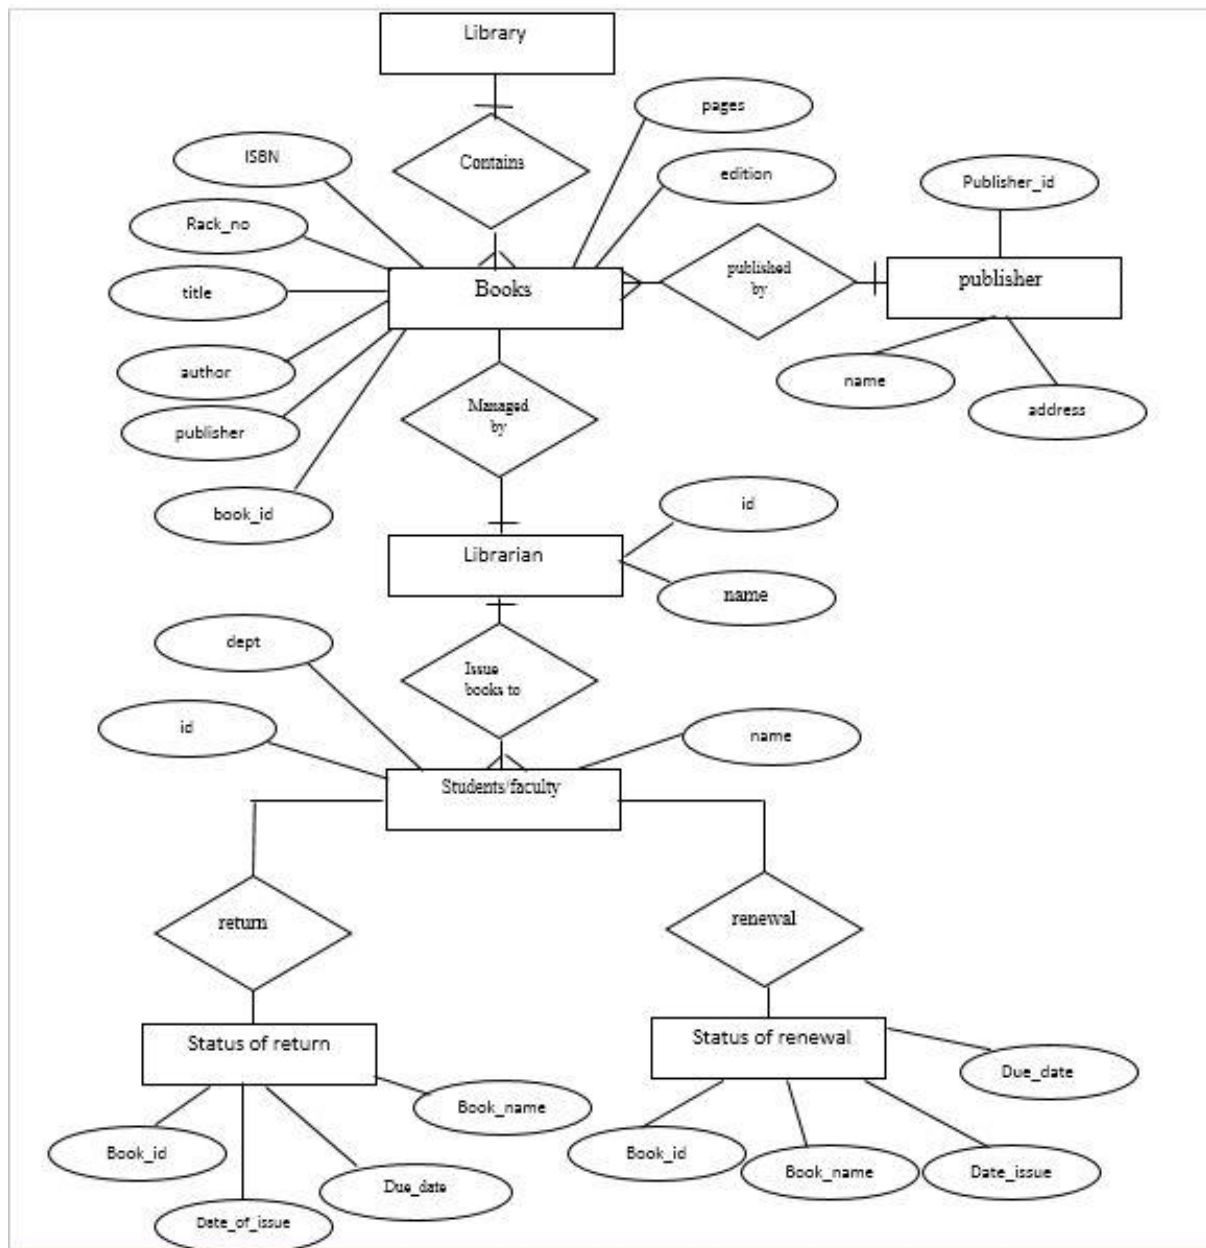 Library
pages
ISBN
Contains
edition
Publisher_id
Rack_no
published
by
publisher
title
Books
author
name
Managed
by
address
publisher
book_id
id
Librarian
name
dept
Issue
books to
id
name
Students/faculty
return
renewal
Status of return
Status of renewal
Due_date
Book_name
Book_id
Book_id
Book_name
Date_issue
Due_date
Date_of_issue